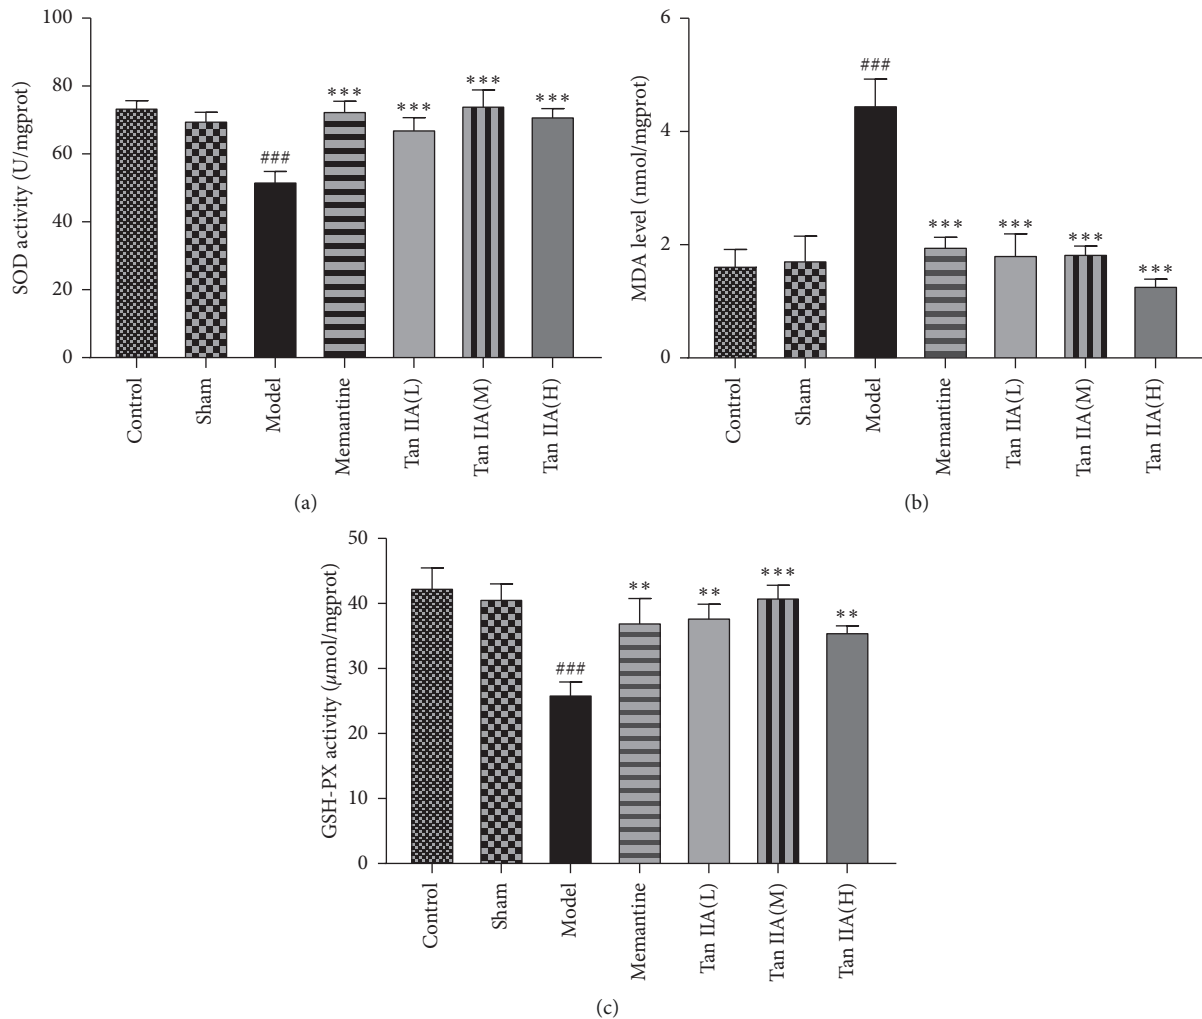 SOD activity (U/mgprot)
100
80
60
40
20
0
###
***
***
***
***
Control
Sham
Model
Memantine
Tan IIA(L)
Tan IIA(M)
Tan IIA(H)
(a)
MDA level (nmol/mgprot)
6
4
2
0
###
***
***
***
***
Control
Sham
Model
Memantine
Tan IIA(L)
Tan IIA(M)
Tan IIA(H)
(b)
GSH-PX activity (μmol/mgprot)
50
40
30
20
10
0
###
**
**
***
**
Control
Sham
Model
Memantine
Tan IIA(L)
Tan IIA(M)
Tan IIA(H)
(c)